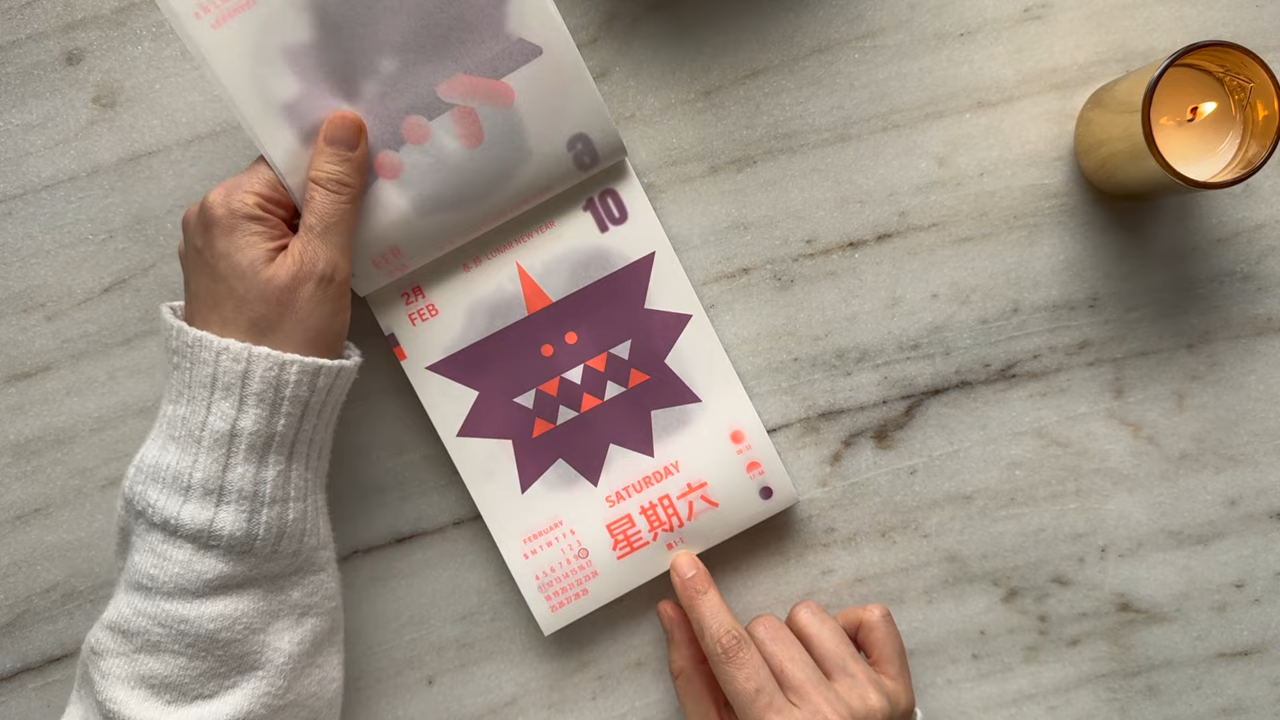 10
LUNAR NEW YEAR
2月
FEB
SATURDAY
星期六
FEBRUARY
S M T W T F S
1 2 3
4 5 6 7 8 9
11 12 13 14 15 16 17
18 19 20 21 22 23 24
25 26 27 28 29